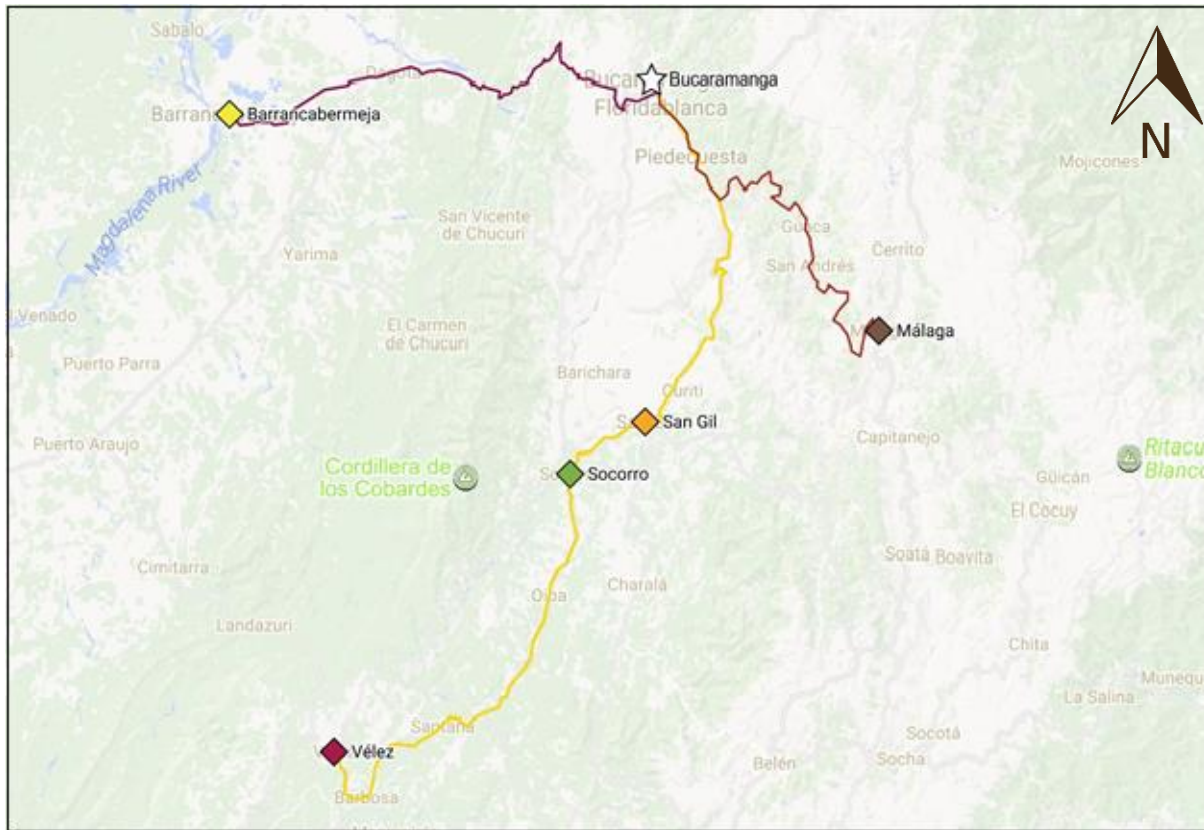 Sabalo
Bucaramanga
Barrancabermeja
Floridablanca
N
Piedecuesta
Mojicones
Magdalena River
San Vicente
de Chucuri
Guaca
Cerrito
Yarima
San Andrés
El Carmen
de Chucuri
Málaga
Puerto Parra
Barichara
Curiti
San Gil
Puerto Araujo
Capitanejo
Cordillera de
los Cobardes
Socorro
Güicán
El Cocuy
Soatá
Boavita
Cimitarra
Charalá
Oiba
Landazuri
Chita
La Salina
Santana
Vélez
Socotá
Belén
Socha
Barbosa